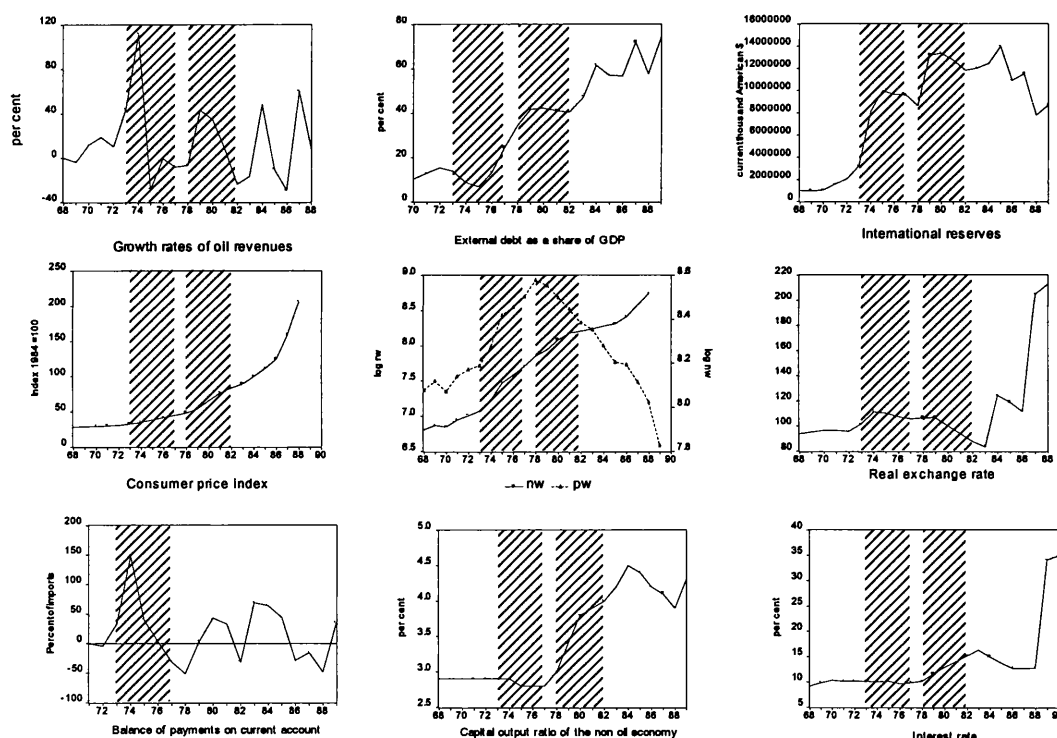 per cent
120
80
40
0
-40
68 70 72 74 76 78 80 82 84 86 88
Growth rates of oil revenues
per cent
80
60
40
20
0
70 72 74 76 78 80 82 84 86 88
External debt as a share of GDP
currentthousand American $
16000000
14000000
12000000
10000000
8000000
6000000
4000000
2000000
0
68 70 72 74 76 78 80 82 84 86 88
International reserves
Index 1984=100
250
200
150
100
50
0
68 70 72 74 76 78 80 82 84 86 88 90
Consumer price index
log rw
9.0
8.5
8.0
7.5
7.0
6.5
8.6
8.4
8.2
8.0
7.8
log nw
68 70 72 74 76 78 80 82 84 86 88 90
nw pw
220
200
180
160
140
120
100
80
68 70 72 74 76 78 80 82 84 86 88
Real exchange rate
Percentofimports
200
150
100
50
0
-50
-100
72 74 76 78 80 82 84 86 88
Balance of payments on current account
per cent
5.0
4.5
4.0
3.5
3.0
2.5
68 70 72 74 76 78 80 82 84 86 88
Capital output ratio of the non oil economy
per cent
40
35
30
25
20
15
10
5
68 70 72 74 76 78 80 82 84 86 88
Interest rate